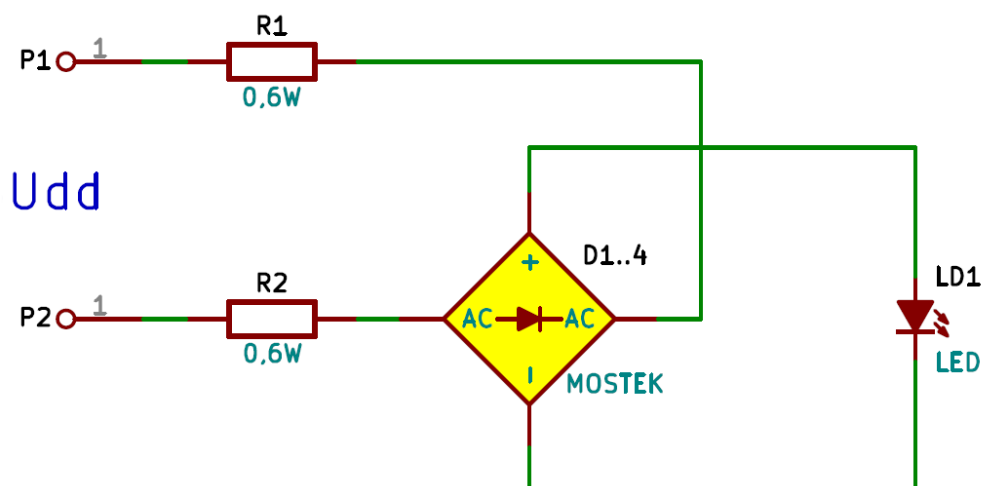 R1
P1 1
0,6W
Udd
D1..4
+
R2
LD1
P2 1
AC AC
0,6W
LED
-
MOSTEK